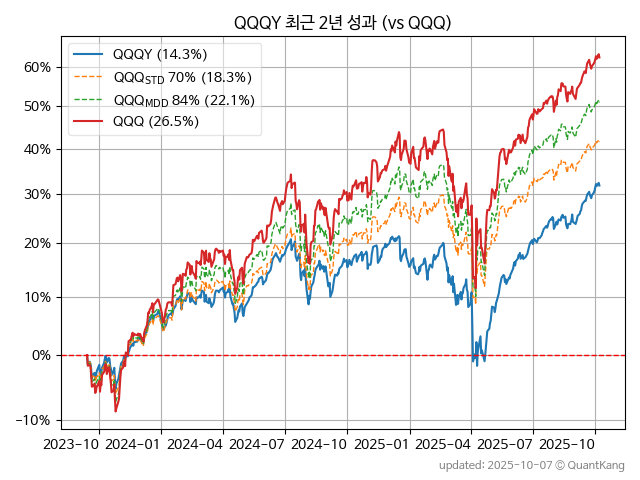 QQQY 최근 2년 성과 (vs QQQ)
QQQY (14.3%)
QQQSTD 70% (18.3%)
QQQMDD 84% (22.1%)
QQQ (26.5%)
60%
50%
40%
30%
20%
10%
0%
−10%
2023-10 2024-01 2024-04 2024-07 2024-10 2025-01 2025-04 2025-07 2025-10
updated: 2025-10-07 © QuantKang